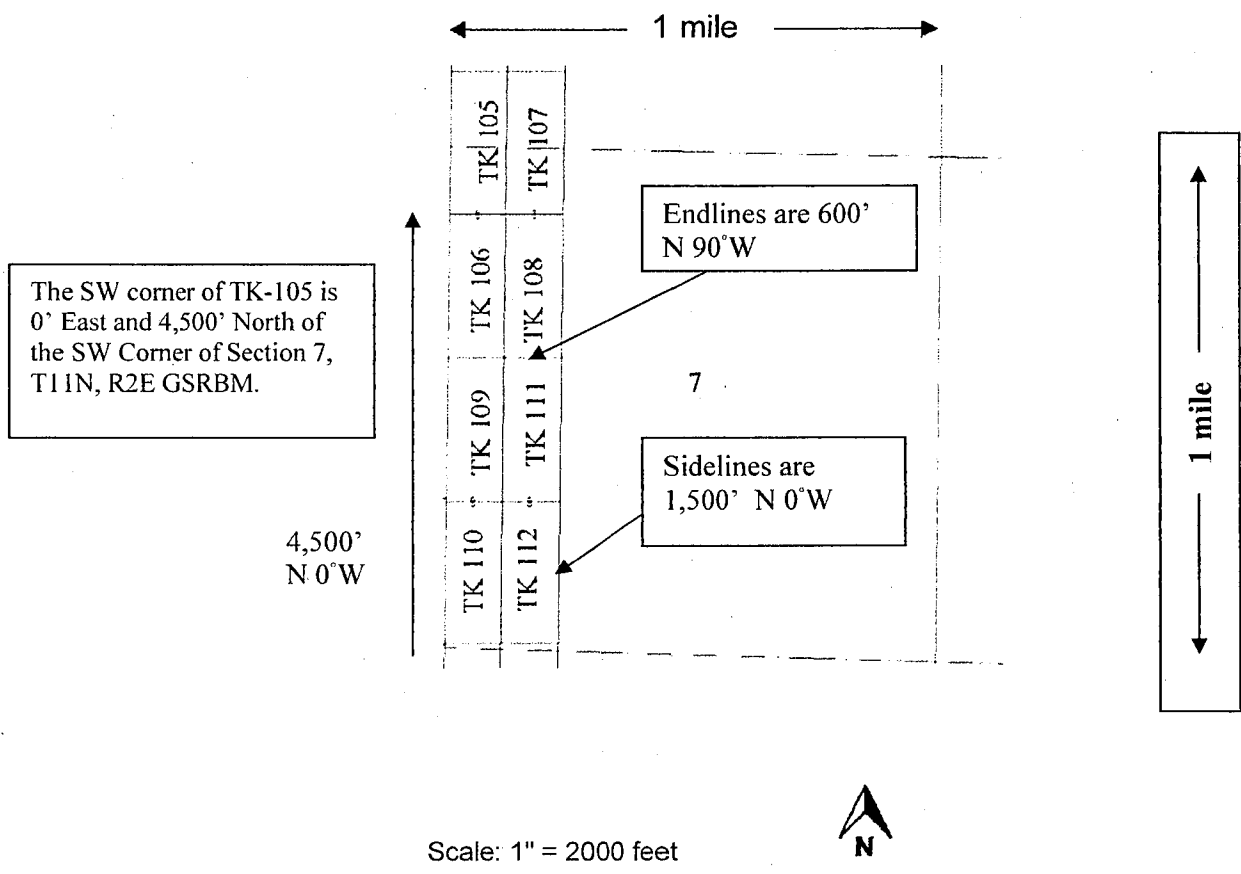 1 mile
TK 105
TK 107
Endlines are 600'
N 90°W
The SW corner of TK-105 is
0' East and 4,500' North of
the SW Corner of Section 7,
T11N, R2E GSRBM.
TK 106
TK 108
7
1 mile
TK 109
TK 111
Sidelines are
1,500' N 0°W
4,500'
N 0°W
TK 110
TK 112
Scale: 1" = 2000 feet
N